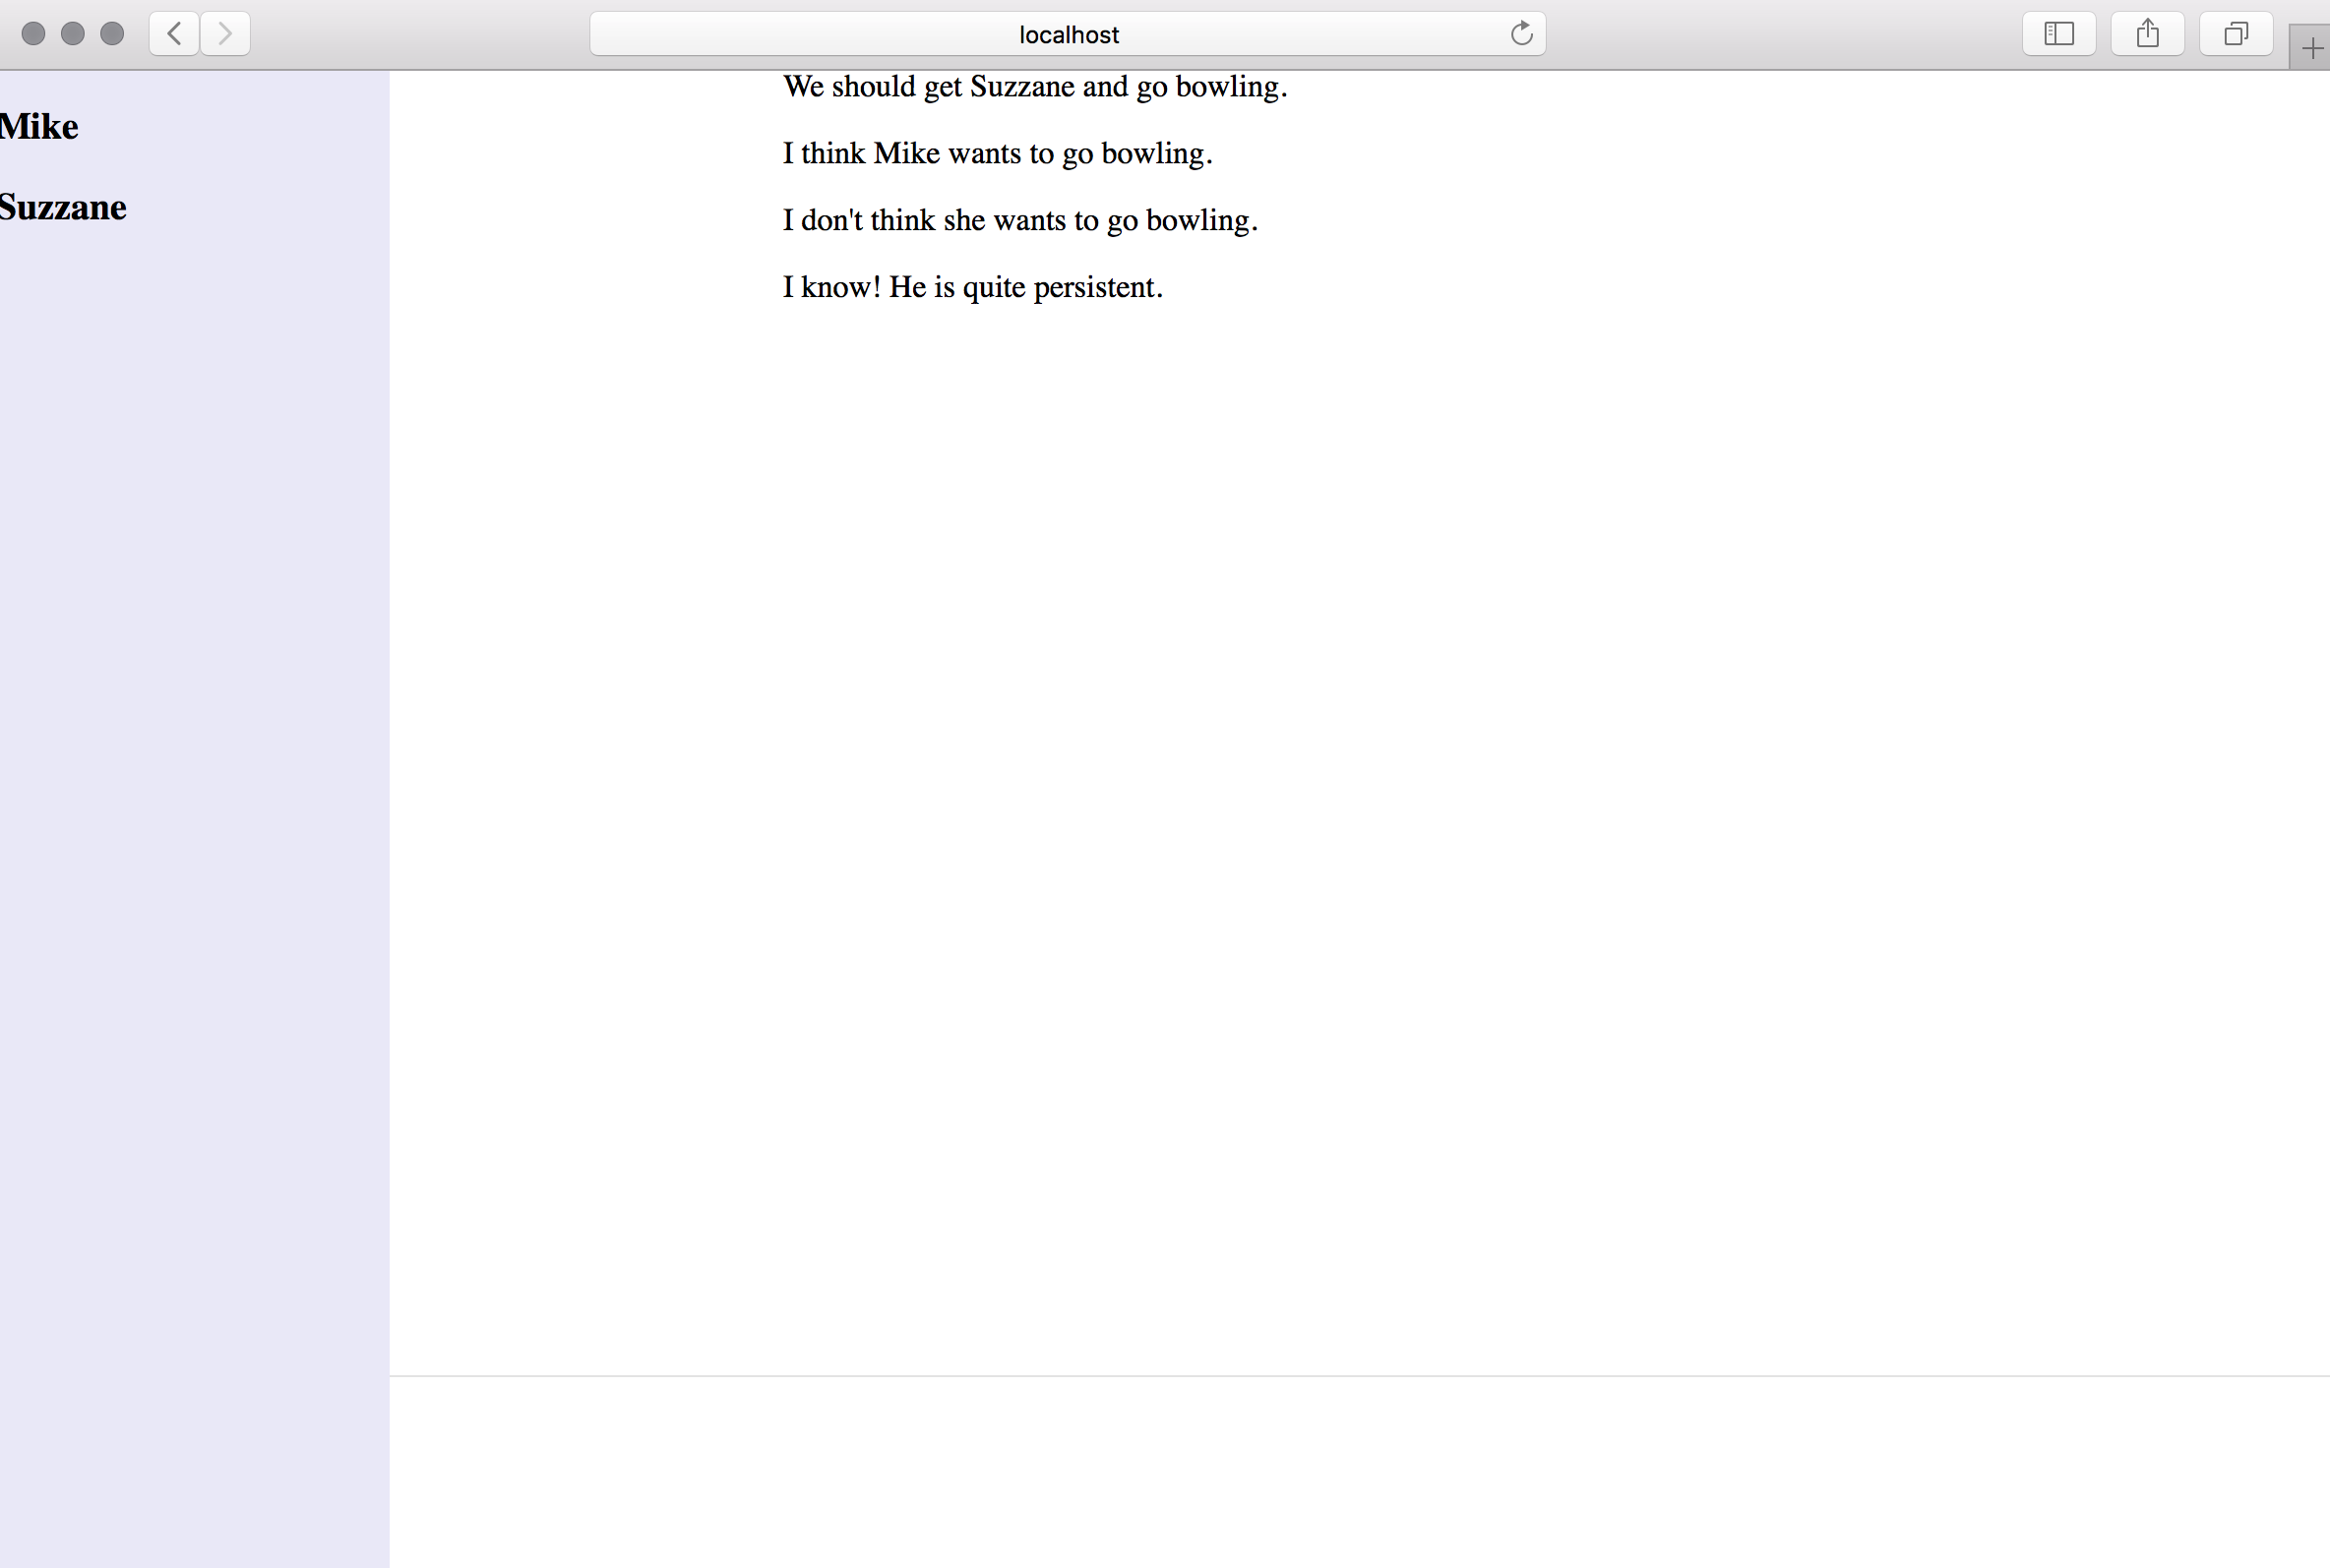 localhost
Mike
Suzzane
We should get Suzzane and go bowling.
I think Mike wants to go bowling.
I don't think she wants to go bowling.
I know! He is quite persistent.